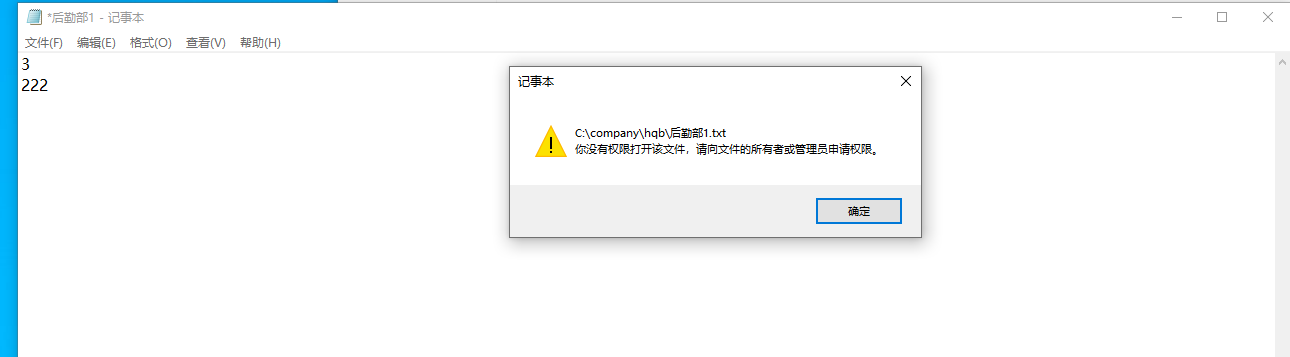 *后勤部1 - 记事本
文件(F) 编辑(E) 格式(O) 查看(V) 帮助(H)
3
222
记事本
C:\company\hqb\后勤部1.txt
你没有权限打开该文件，请向文件的所有者或管理员申请权限。
确定